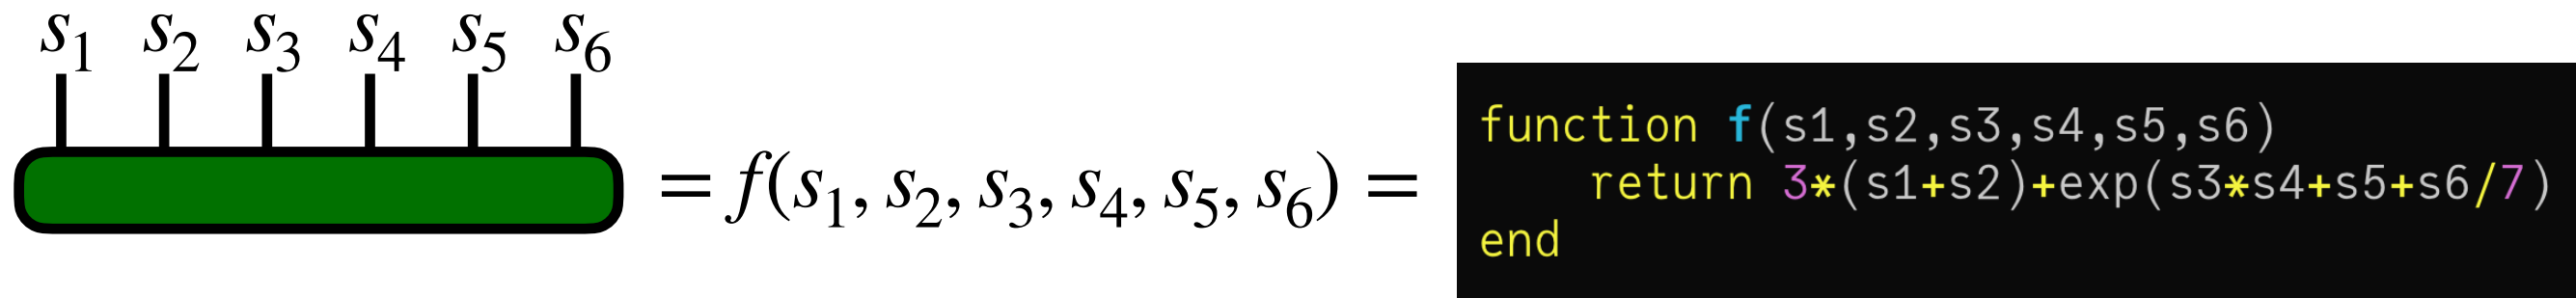 s1 s2 s3 s4 s5 s6
= f(s1, s2, s3, s4, s5, s6) =
function f(s1,s2,s3,s4,s5,s6)
return 3*(s1+s2)+exp(s3*s4+s5+s6/7)
end